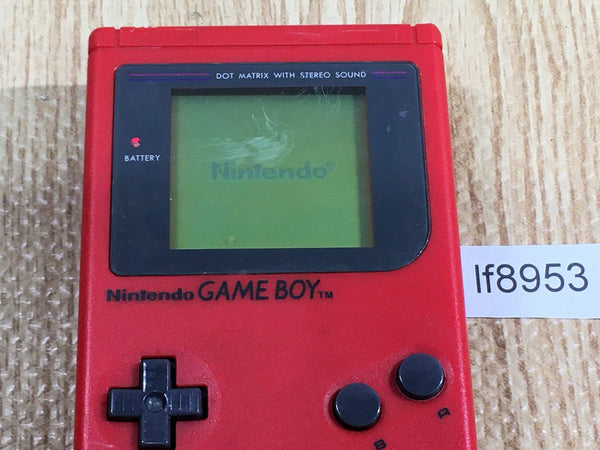 DOT MATRIX WITH STEREO SOUND
BATTERY
Nintendo®
lf8953
Nintendo GAME BOY™
A
B